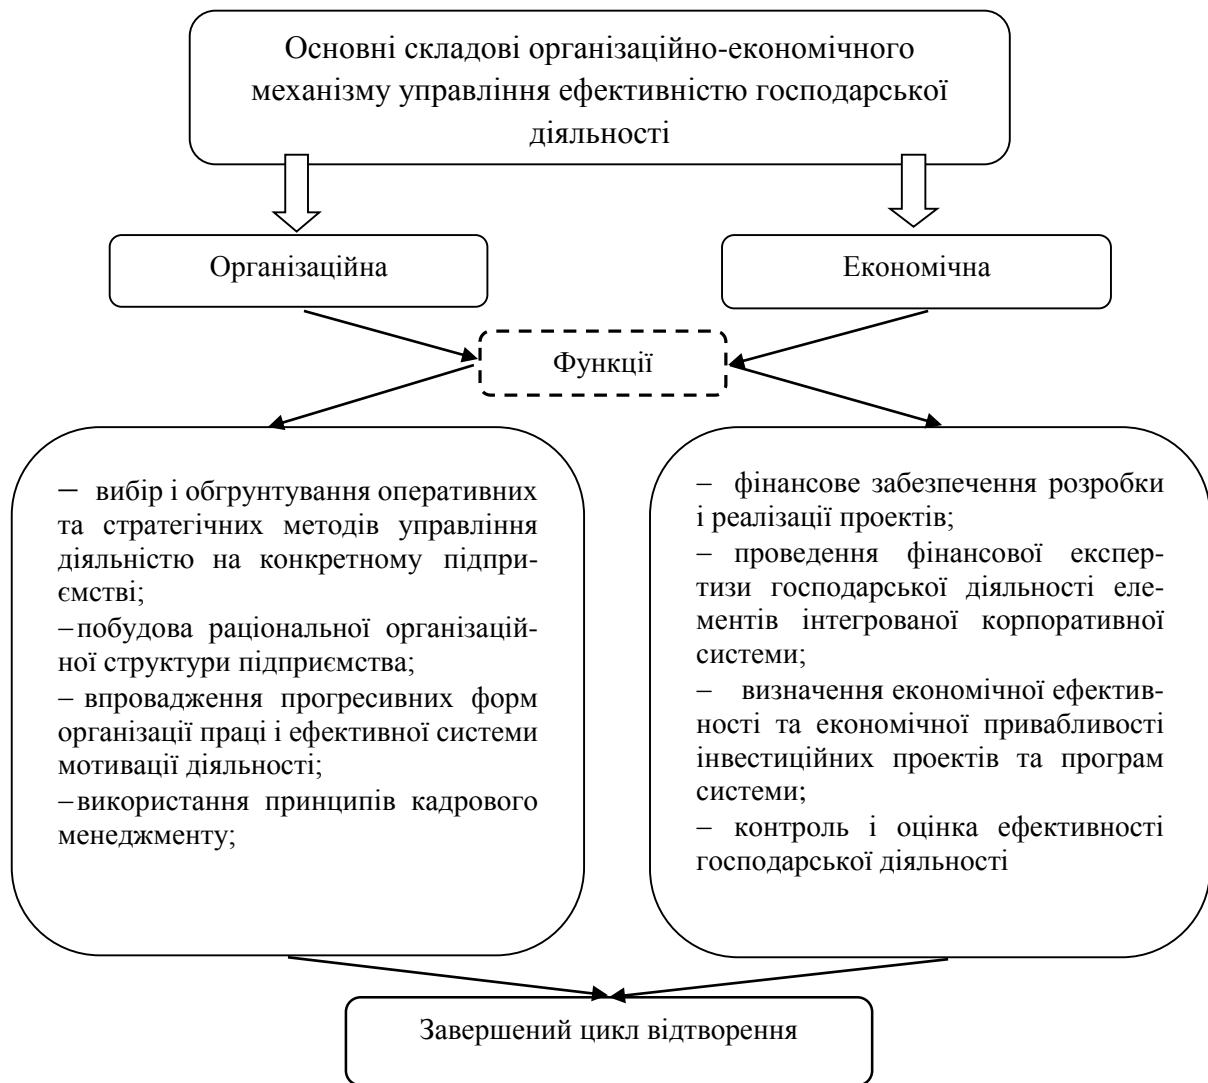 Основні складові організаційно-економічного
механізму управління ефективністю господарської
діяльності
Організаційна
Економічна
Функції
– вибір і обгрунтування оперативних
та стратегічних методів управління
діяльністю на конкретному підпри-
ємстві;
– побудова раціональної організацій-
ної структури підприємства;
– впровадження прогресивних форм
організації праці і ефективної системи
мотивації діяльності;
– використання принципів кадрового
менеджменту;
– фінансове забезпечення розробки
і реалізації проектів;
– проведення фінансової експер-
тизи господарської діяльності еле-
ментів інтегрованої корпоративної
системи;
– визначення економічної ефектив-
ності та економічної привабливості
інвестиційних проектів та програм
системи;
– контроль і оцінка ефективності
господарської діяльності
Завершений цикл відтворення